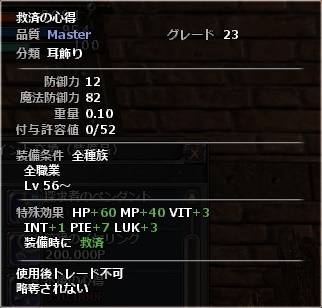 救済の心得
品質 Master グレード 23
分類 耳飾り
防御力 12
魔法防御力 82
重量 0.10
付与許容値 0/52
装備条件 全種族
全職業
Lv 56～
特殊効果 HP+60 MP+40 VIT+3
INT+1 PIE+7 LUK+3
装備時に 救済
使用後トレード不可
略奪されない